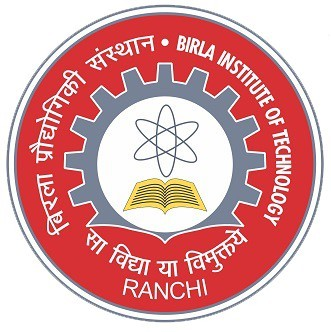 बिरला प्रौद्योगिकी संस्थान • BIRLA INSTITUTE OF TECHNOLOGY
सा विद्या या विमुक्तये
RANCHI